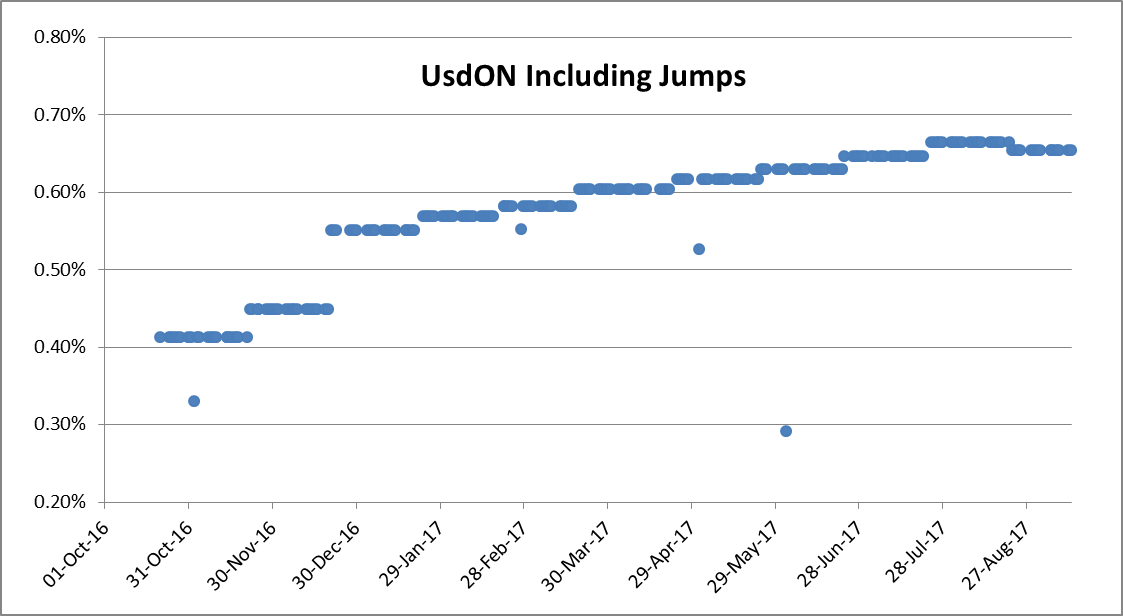 UsdON Including Jumps
0.80%
0.70%
0.60%
0.50%
0.40%
0.30%
0.20%
01-Oct-16
31-Oct-16
30-Nov-16
30-Dec-16
29-Jan-17
28-Feb-17
30-Mar-17
29-Apr-17
29-May-17
28-Jun-17
28-Jul-17
27-Aug-17